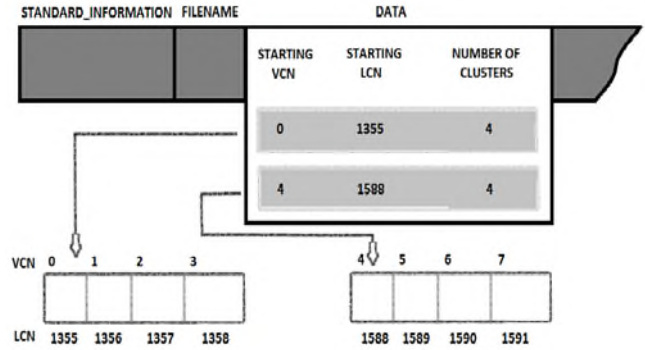 STANDARD_INFORMATION FILENAME DATA
STARTING VCN STARTING LCN NUMBER OF CLUSTERS
0 1355 4
4 1588 4
VCN 0 1 2 3 4 5 6 7
LCN 1355 1356 1357 1358 1588 1589 1590 1591